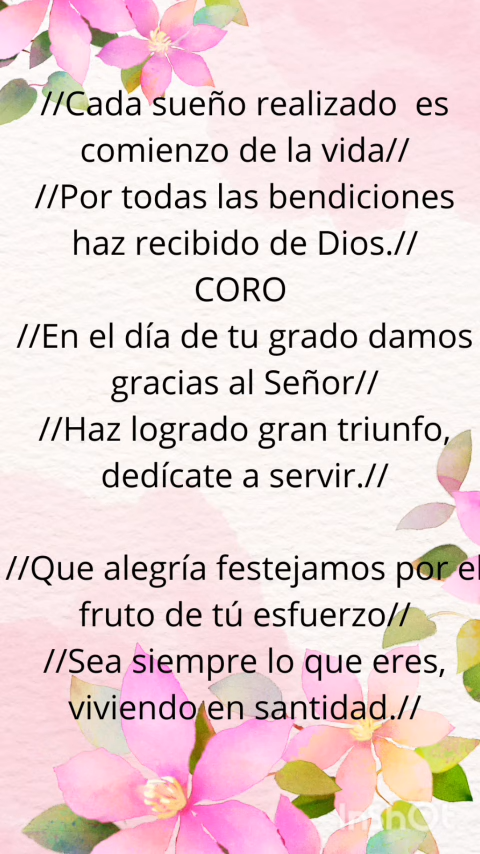 //Cada sueño realizado es
comienzo de la vida//
//Por todas las bendiciones
haz recibido de Dios.//
CORO
//En el día de tu grado damos
gracias al Señor//
//Haz logrado gran triunfo,
dedícate a servir.//
//Que alegría festejamos por el
fruto de tú esfuerzo//
//Sea siempre lo que eres,
viviendo en santidad.//
InShOt